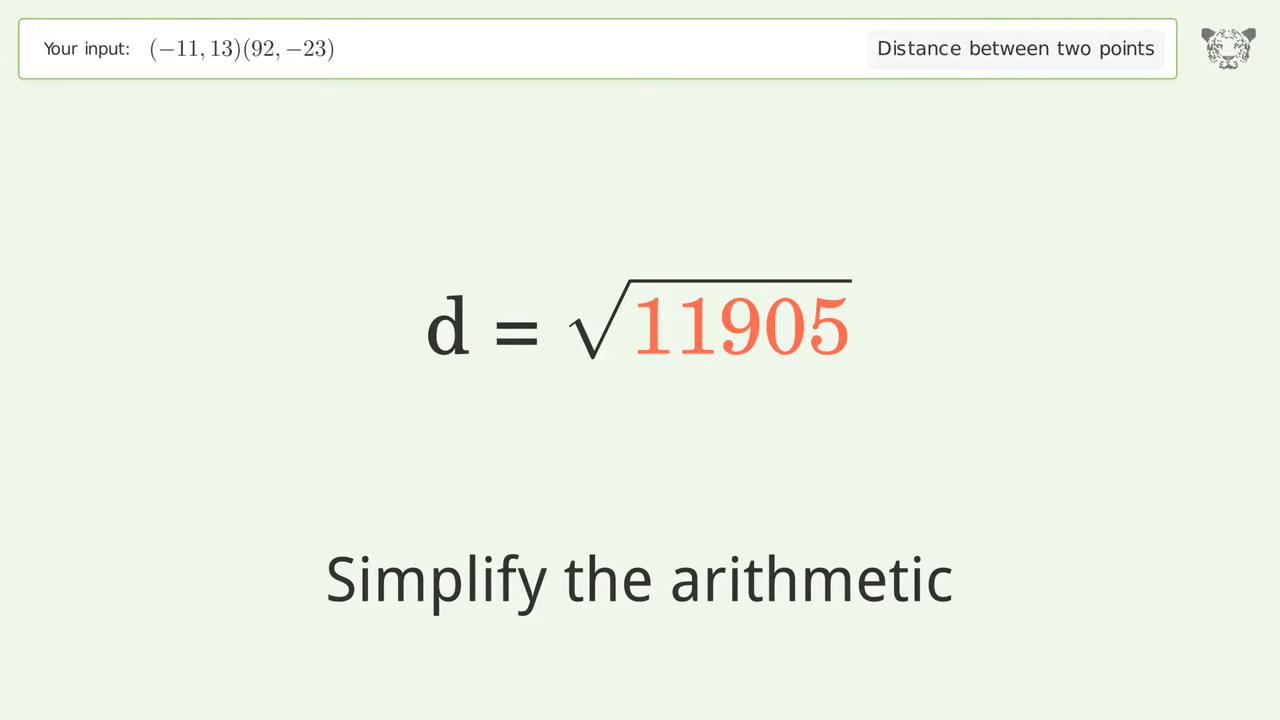 Your input: (−11, 13)(92, −23) Distance between two points
d = √11905
Simplify the arithmetic